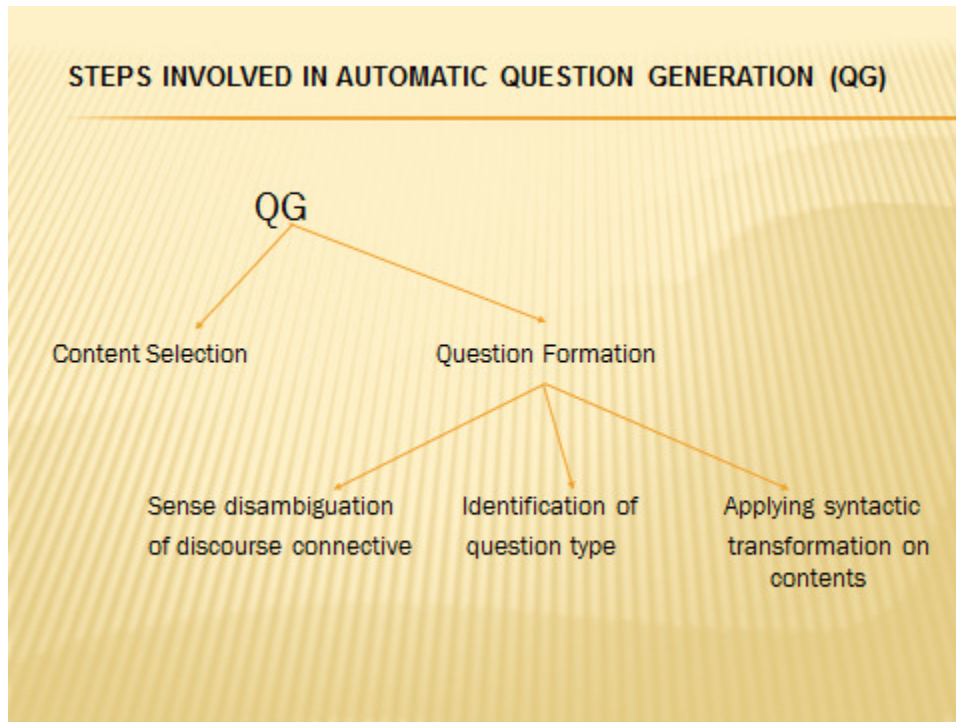 STEPS INVOLVED IN AUTOMATIC QUESTION GENERATION (QG)
QG
Content Selection
Question Formation
Sense disambiguation
of discourse connective
Identification of
question type
Applying syntactic
transformation on
contents